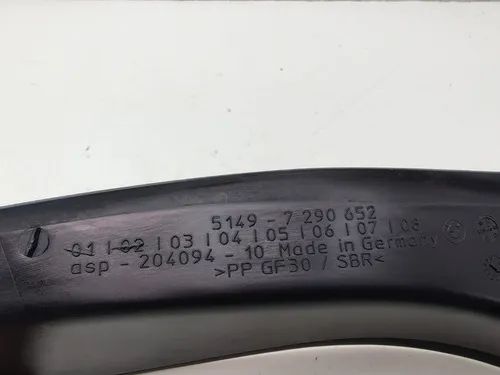 5149 - 7 290 652
01 | 02 | 03 | 04 | 05 | 06 | 07 | 08
asp - 204094 - 10 Made in Germany
>PP GF30 / SBR<